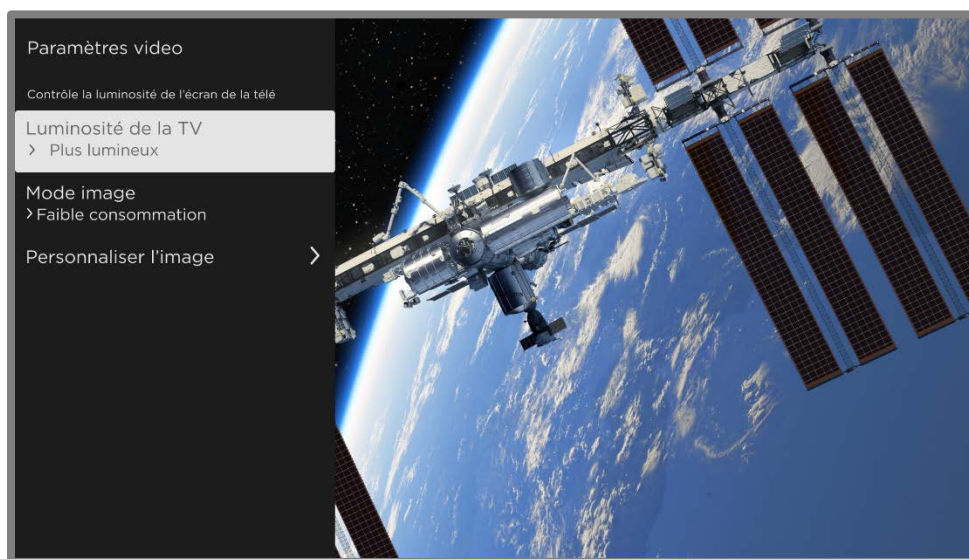 Paramètres video
Contrôle la luminosité de l'écran de la télé
Luminosité de la TV
> Plus lumineux
Mode image
>Faible consommation
Personnaliser l'image >